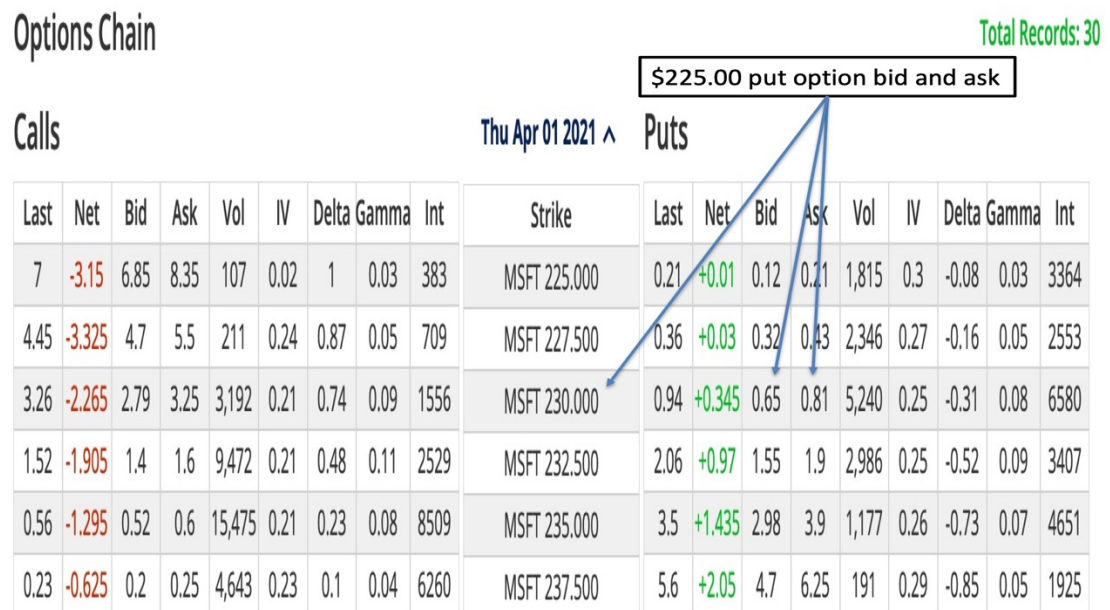 Options Chain
Total Records: 30
$225.00 put option bid and ask
Calls Thu Apr 01 2021 ^ Puts
Last Net Bid Ask Vol IV Delta Gamma Int Strike Last Net Bid Ask Vol IV Delta Gamma Int
7 -3.15 6.85 8.35 107 0.02 1 0.03 383 MSFT 225.000 0.21 +0.01 0.12 0.21 1,815 0.3 -0.08 0.03 3364
4.45 -3.325 4.7 5.5 211 0.24 0.87 0.05 709 MSFT 227.500 0.36 +0.03 0.32 0.43 2,346 0.27 -0.16 0.05 2553
3.26 -2.265 2.79 3.25 3,192 0.21 0.74 0.09 1556 MSFT 230.000 0.94 +0.345 0.65 0.81 5,240 0.25 -0.31 0.08 6580
1.52 -1.905 1.4 1.6 9,472 0.21 0.48 0.11 2529 MSFT 232.500 2.06 +0.97 1.55 1.9 2,986 0.25 -0.52 0.09 3407
0.56 -1.295 0.52 0.6 15,475 0.21 0.23 0.08 8509 MSFT 235.000 3.5 +1.435 2.98 3.9 1,177 0.26 -0.73 0.07 4651
0.23 -0.625 0.2 0.25 4,643 0.23 0.1 0.04 6260 MSFT 237.500 5.6 +2.05 4.7 6.25 191 0.29 -0.85 0.05 1925